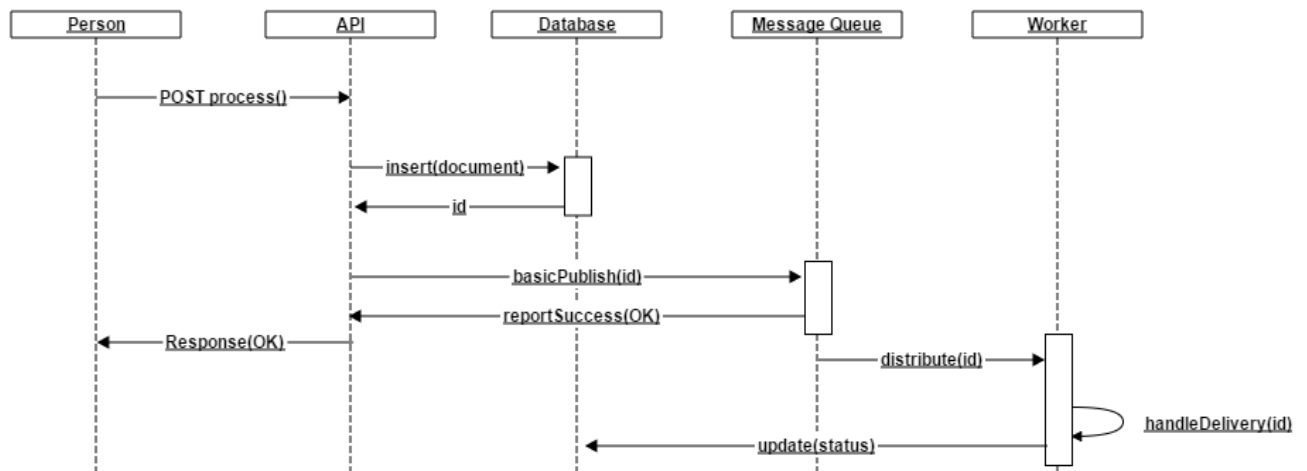 Person
API
Database
Message Queue
Worker
POST process()
insert(document)
id
basicPublish(id)
reportSuccess(OK)
Response(OK)
distribute(id)
handleDelivery(id)
update(status)